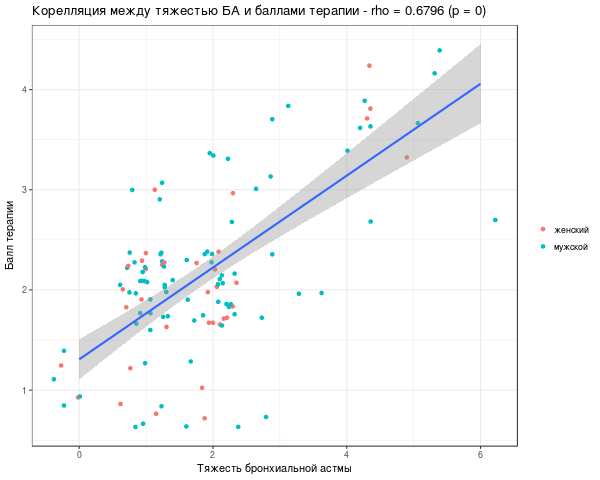 Корелляция между тяжестью БА и баллами терапии - rho = 0.6796 (p = 0)
Балл терапии
4
3
2
1
0
2
4
6
Тяжесть бронхиальной астмы
женский
мужской